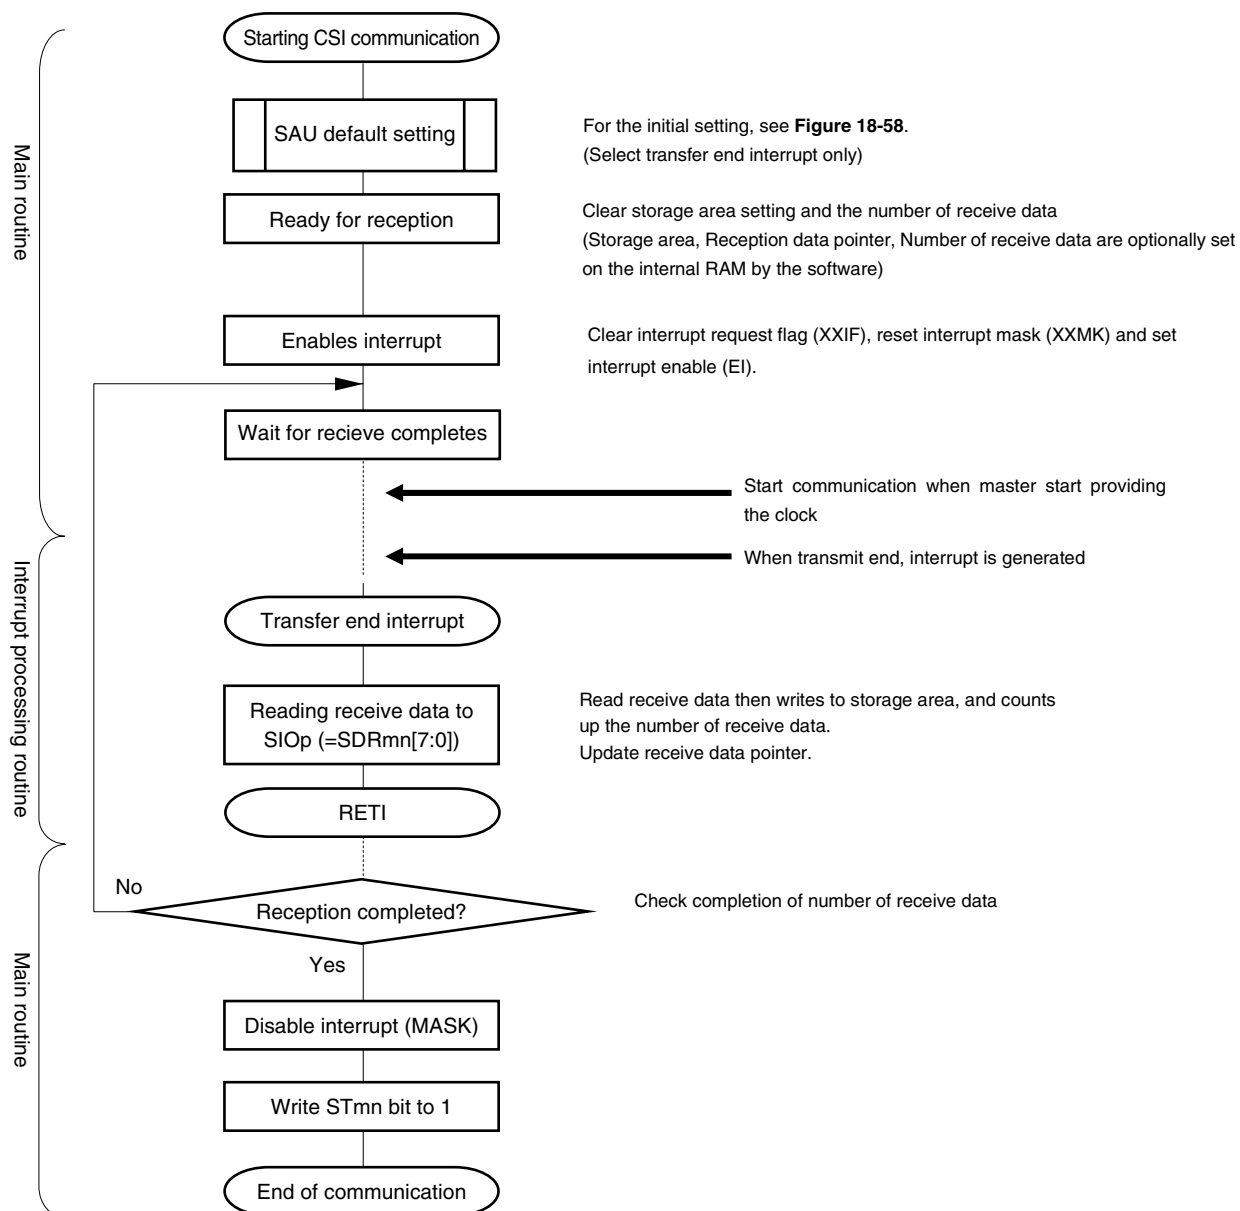 Starting CSI communication
Main routine
SAU default setting
For the initial setting, see Figure 18-58.
(Select transfer end interrupt only)
Ready for reception
Clear storage area setting and the number of receive data
(Storage area, Reception data pointer, Number of receive data are optionally set
on the internal RAM by the software)
Enables interrupt
Clear interrupt request flag (XXIF), reset interrupt mask (XXMK) and set
interrupt enable (EI).
Wait for recieve completes
Start communication when master start providing
the clock
When transmit end, interrupt is generated
Interrupt processing routine
Transfer end interrupt
Reading receive data to
SIOp (=SDRmn[7:0])
Read receive data then writes to storage area, and counts
up the number of receive data.
Update receive data pointer.
RETI
No
Reception completed?
Check completion of number of receive data
Yes
Main routine
Disable interrupt (MASK)
Write STmn bit to 1
End of communication